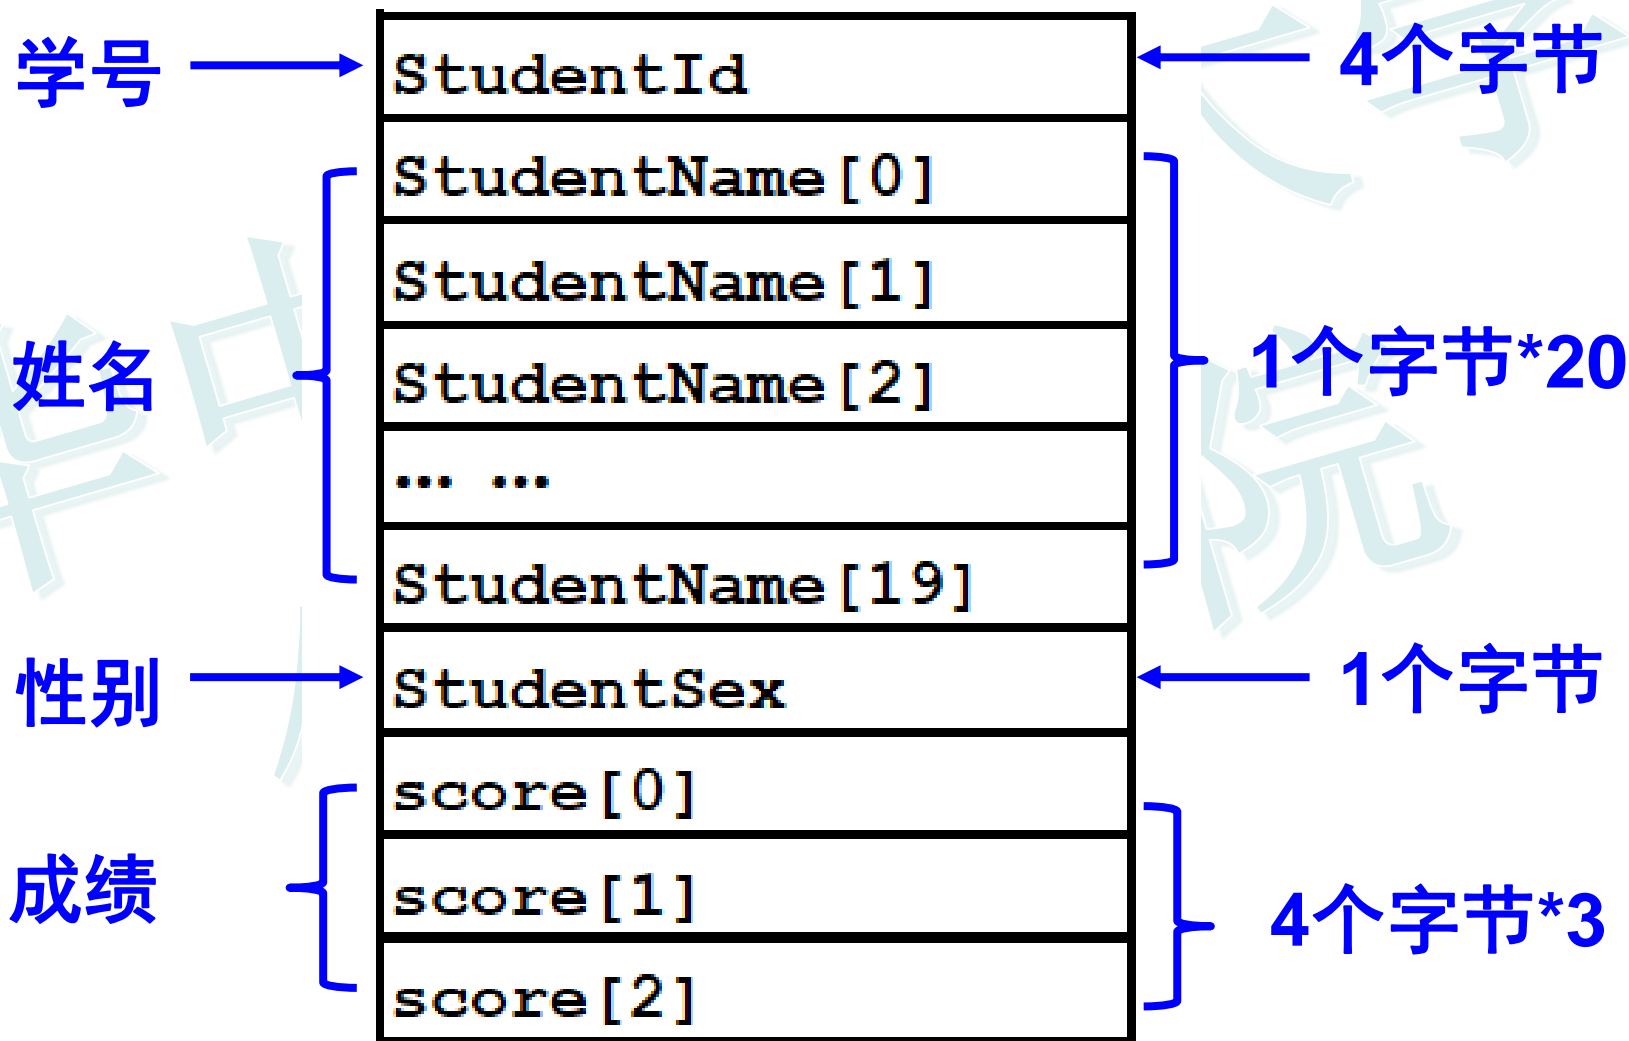 学号 StudentId 4个字节
StudentName[0]
StudentName[1]
姓名 StudentName[2] 1个字节*20
... ...
StudentName[19]
性别 StudentSex 1个字节
score[0]
成绩 score[1] 4个字节*3
score[2]